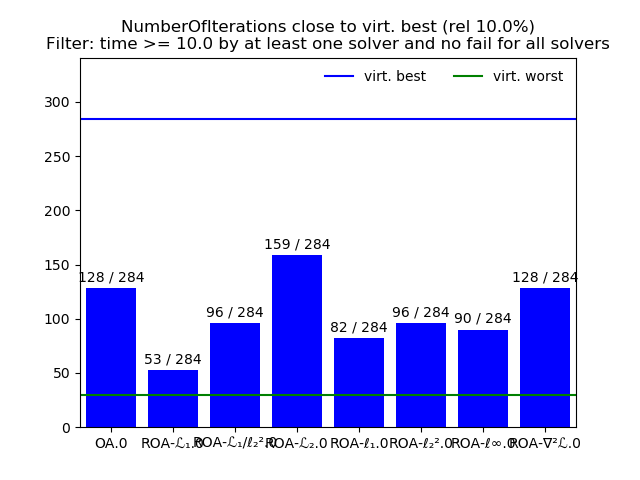 NumberOfIterations close to virt. best (rel 10.0%)
Filter: time >= 10.0 by at least one solver and no fail for all solvers
virt. best virt. worst
300
250
200
150
100
50
0
128 / 284
53 / 284
96 / 284
159 / 284
82 / 284
96 / 284
90 / 284
128 / 284
OA.0
ROA-ℒ₁.0
ROA-ℒ₁/ℓ₂².0
ROA-ℒ₂.0
ROA-ℓ₁.0
ROA-ℓ₂².0
ROA-ℓ∞.0
ROA-∇²ℒ.0